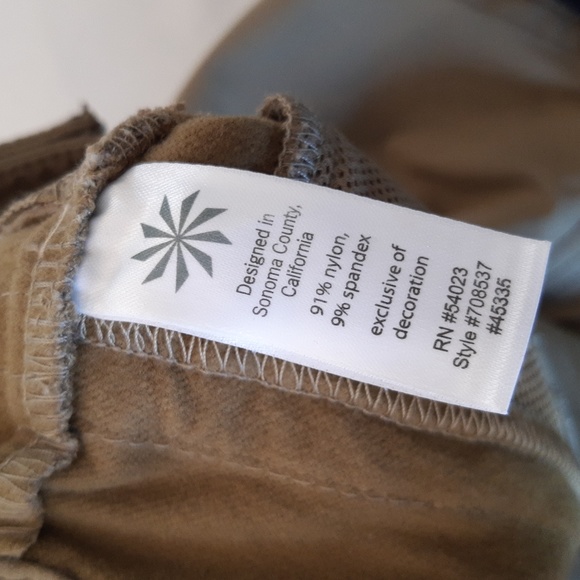 Designed in
Sonoma County,
California
91% nylon,
9% spandex
exclusive of
decoration
RN #54023
Style #708537
#45335